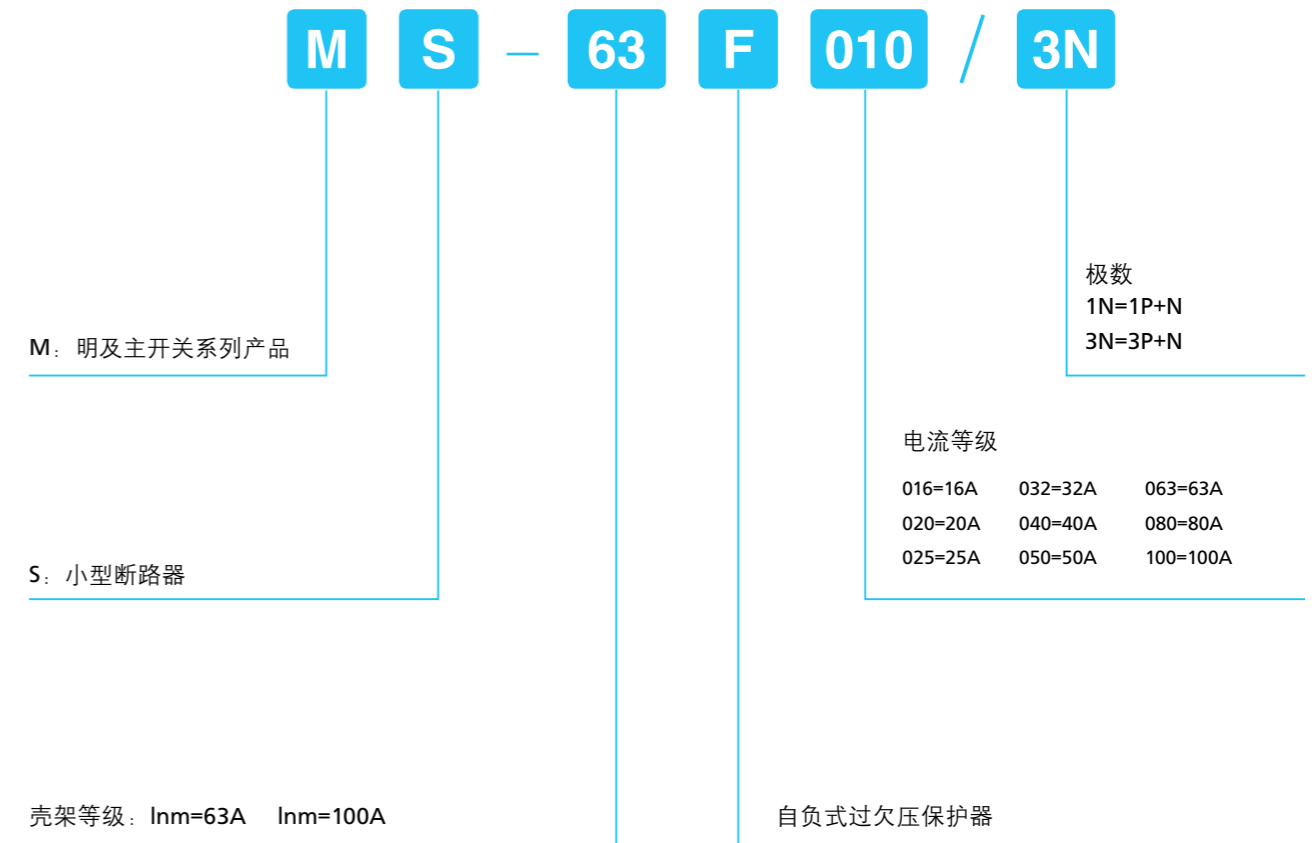 M S - 63 F 010 / 3N
极数
1N=1P+N
3N=3P+N
M：明及主开关系列产品
电流等级
016=16A 032=32A 063=63A
020=20A 040=40A 080=80A
025=25A 050=50A 100=100A
S：小型断路器
壳架等级：lnm=63A lnm=100A
自负式过欠压保护器